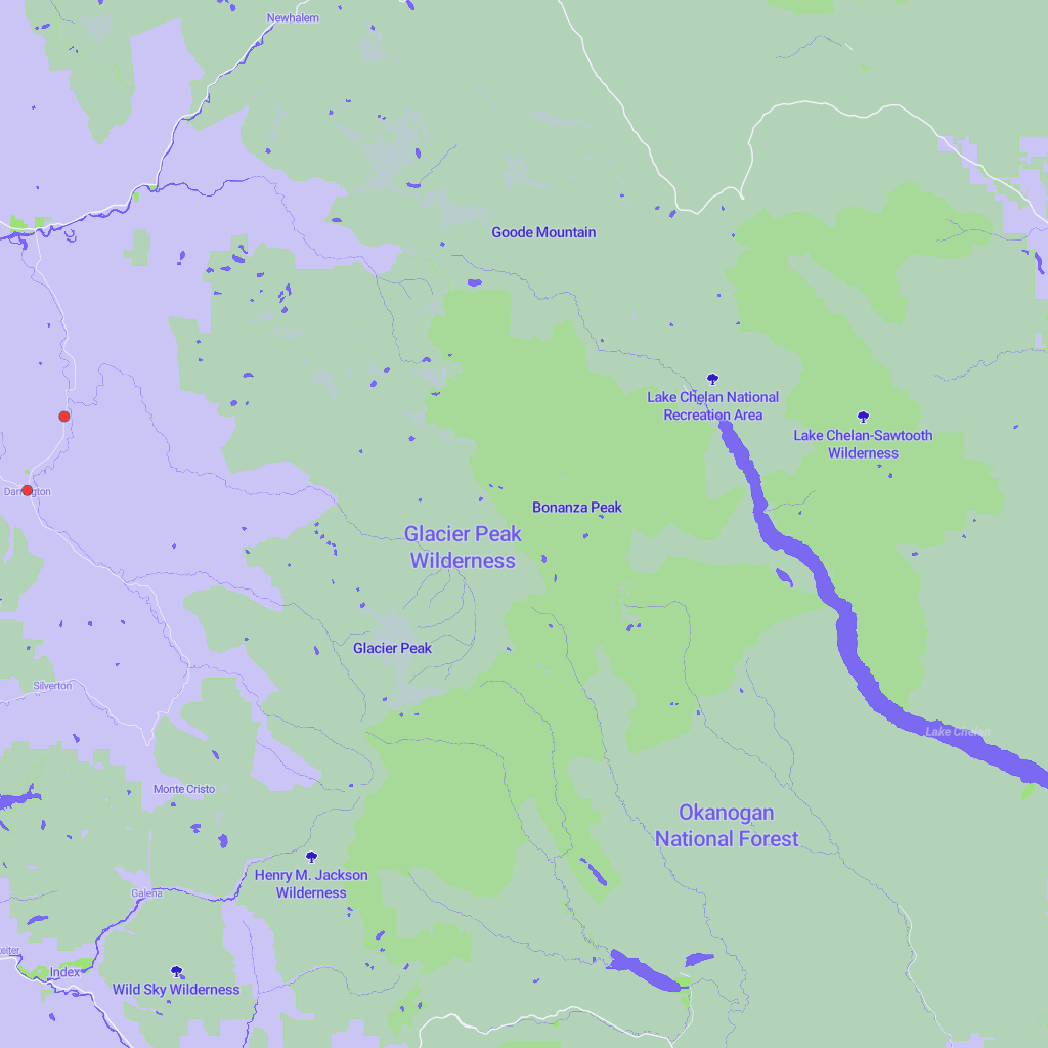 Newhalem
Goode Mountain
Lake Chelan National
Recreation Area
Lake Chelan-Sawtooth
Wilderness
Bonanza Peak
Glacier Peak
Wilderness
Glacier Peak
Silverton
Lake Chelan
Monte Cristo
Okanogan
National Forest
Henry M. Jackson
Wilderness
Galena
Index
Wild Sky Wilderness